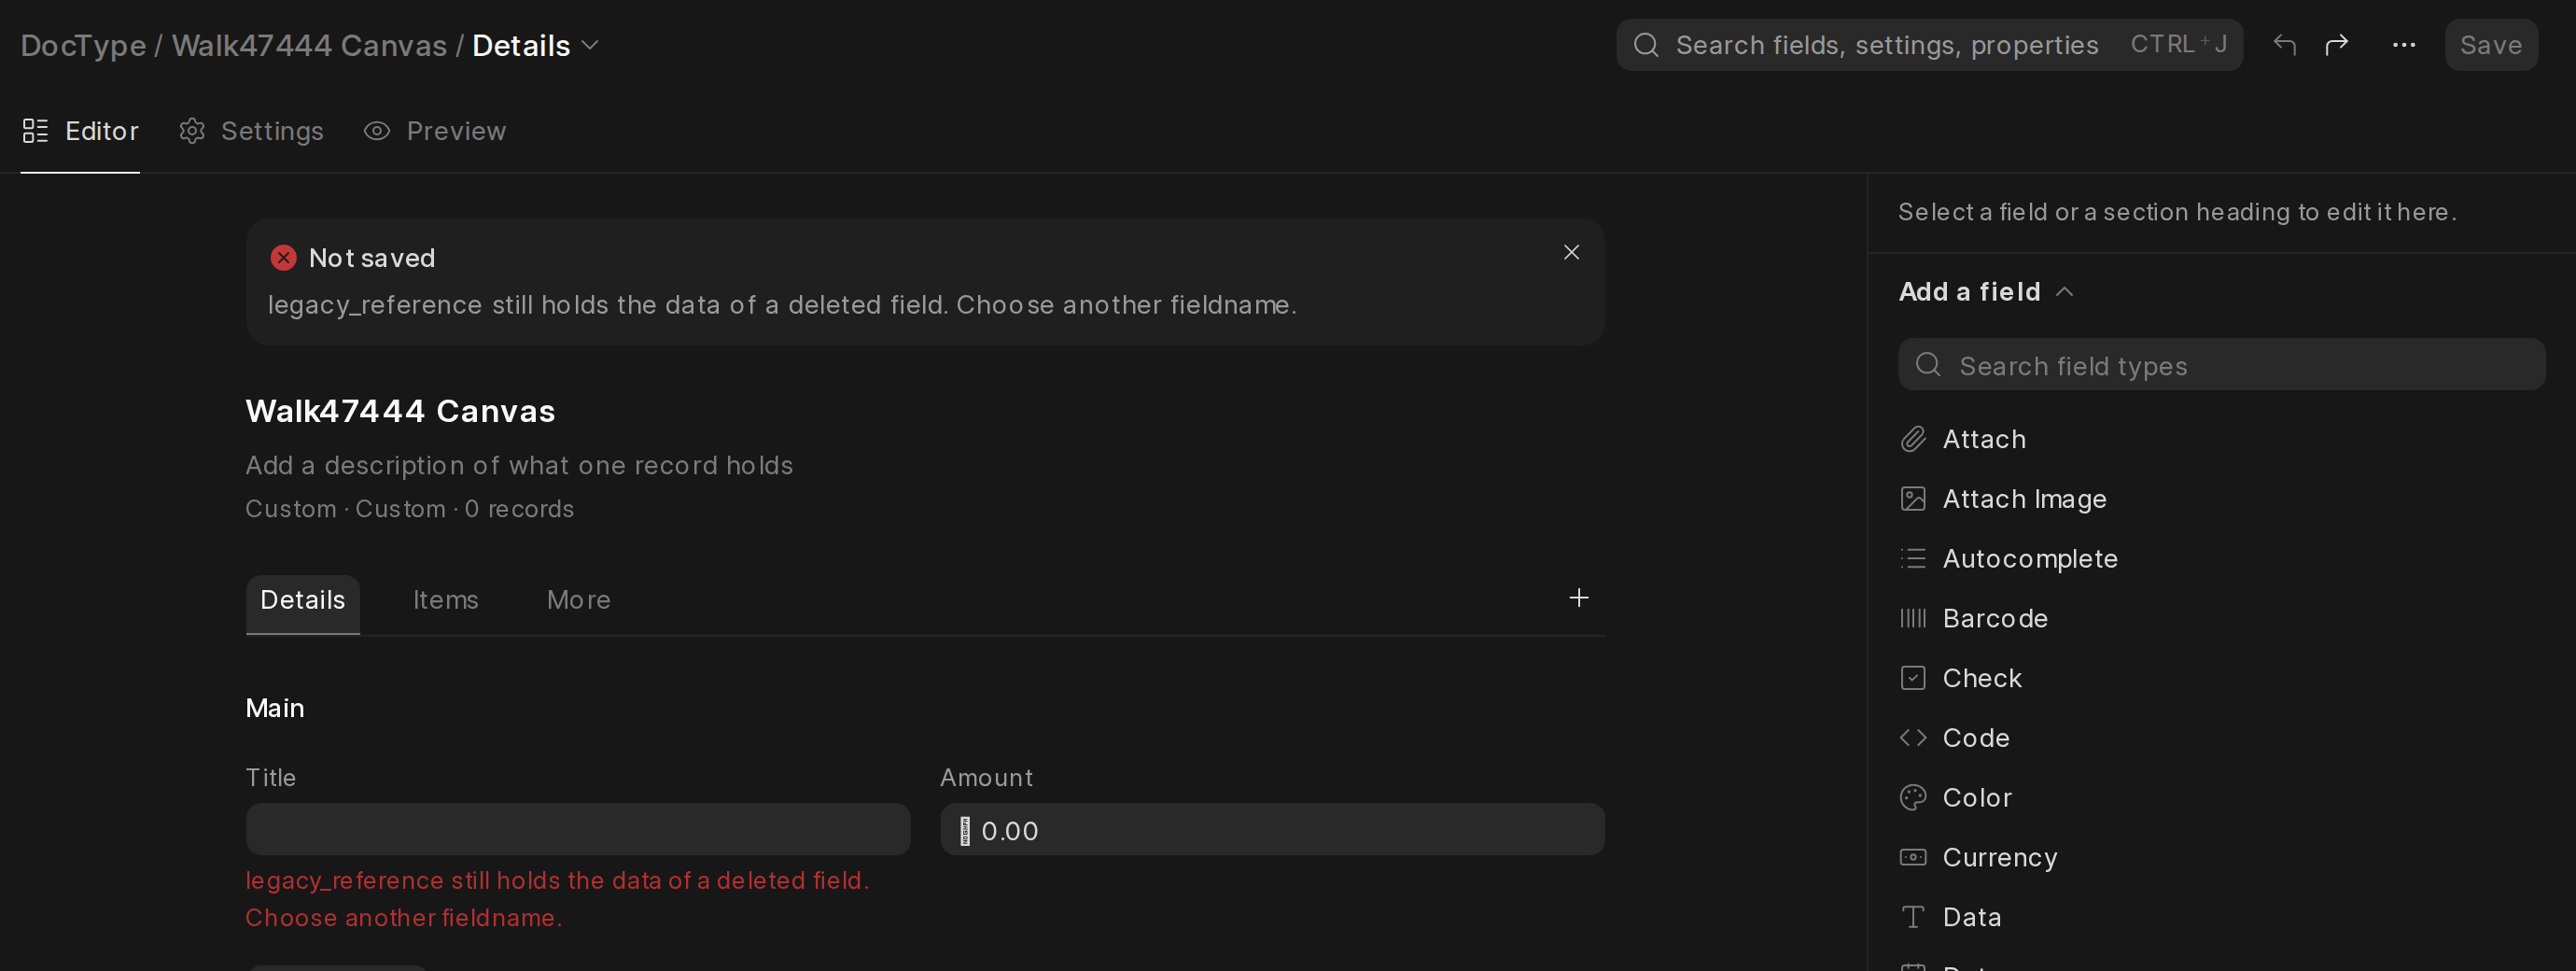 DocType / Walk47444 Canvas / Details
Search fields, settings, properties CTRL+J
Save
Editor
Settings
Preview
Not saved
legacy_reference still holds the data of a deleted field. Choose another fieldname.
Walk47444 Canvas
Add a description of what one record holds
Custom · Custom · 0 records
Details
Items
More
Main
Title
Amount
0.00
legacy_reference still holds the data of a deleted field.
Choose another fieldname.
Select a field or a section heading to edit it here.
Add a field
Search field types
Attach
Attach Image
Autocomplete
Barcode
Check
Code
Color
Currency
Data